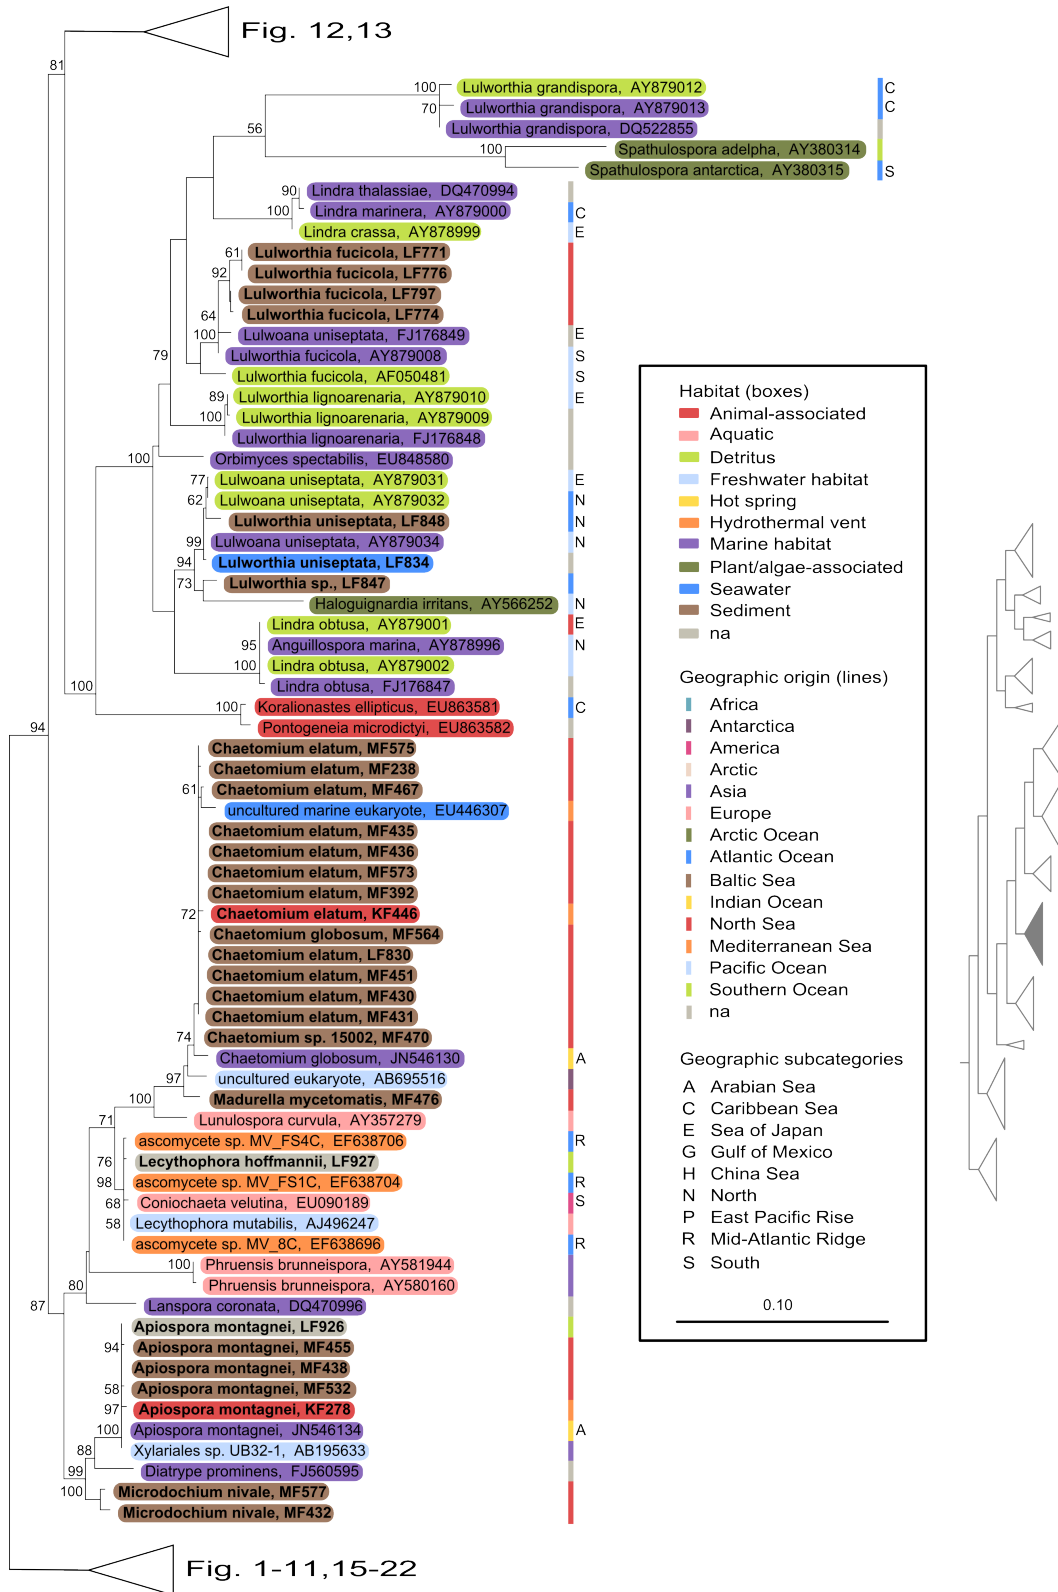 Fig. 12,13
81
100 Lulworthia grandispora, AY879012 C
70 Lulworthia grandispora, AY879013 C
Lulworthia grandispora, DQ522855
56
100 Spathulospora adelpha, AY380314
Spathulospora antarctica, AY380315 S
90 Lindra thalassiae, DQ470994
100 Lindra marinera, AY879000 C
Lindra crassa, AY878999 E
61 Lulworthia fucicola, LF771
92 Lulworthia fucicola, LF776
Lulworthia fucicola, LF797
64 Lulworthia fucicola, LF774
100 Lulwoana uniseptata, FJ176849 E
79 Lulworthia fucicola, AY879008 S
Lulworthia fucicola, AF050481 S
89 Lulworthia lignoarenaria, AY879010 E
100 Lulworthia lignoarenaria, AY879009
Lulworthia lignoarenaria, FJ176848
100 Orbimyces spectabilis, EU848580
77 Lulwoana uniseptata, AY879031 E
62 Lulwoana uniseptata, AY879032 N
Lulworthia uniseptata, LF848 N
99 Lulwoana uniseptata, AY879034 N
94 Lulworthia uniseptata, LF834
73 Lulworthia sp., LF847
Haloguignardia irritans, AY566252 N
Lindra obtusa, AY879001 E
95 Anguillospora marina, AY878996 N
100 Lindra obtusa, AY879002
100 Lindra obtusa, FJ176847
100 Koralionastes ellipticus, EU863581 C
94 Pontogeneia microdictyi, EU863582
Chaetomium elatum, MF575
Chaetomium elatum, MF238
61 Chaetomium elatum, MF467
uncultured marine eukaryote, EU446307
Chaetomium elatum, MF435
Chaetomium elatum, MF436
Chaetomium elatum, MF573
Chaetomium elatum, MF392
72 Chaetomium elatum, KF446
Chaetomium globosum, MF564
Chaetomium elatum, LF830
Chaetomium elatum, MF451
Chaetomium elatum, MF430
Chaetomium elatum, MF431
74 Chaetomium sp. 15002, MF470
Chaetomium globosum, JN546130 A
97 uncultured eukaryote, AB695516
100 Madurella mycetomatis, MF476
71 Lunulospora curvula, AY357279
ascomycete sp. MV_FS4C, EF638706 R
76 Lecythophora hoffmannii, LF927
98 ascomycete sp. MV_FS1C, EF638704 R
68 Coniochaeta velutina, EU090189 S
58 Lecythophora mutabilis, AJ496247
ascomycete sp. MV_8C, EF638696 R
100 Phruensis brunneispora, AY581944
80 Phruensis brunneispora, AY580160
87 Lanspora coronata, DQ470996
Apiospora montagnei, LF926
94 Apiospora montagnei, MF455
Apiospora montagnei, MF438
58 Apiospora montagnei, MF532
97 Apiospora montagnei, KF278
100 Apiospora montagnei, JN546134 A
88 Xylariales sp. UB32-1, AB195633
99 Diatrype prominens, FJ560595
100 Microdochium nivale, MF577
Microdochium nivale, MF432
Fig. 1-11,15-22
Habitat (boxes)
Animal-associated
Aquatic
Detritus
Freshwater habitat
Hot spring
Hydrothermal vent
Marine habitat
Plant/algae-associated
Seawater
Sediment
na
Geographic origin (lines)
Africa
Antarctica
America
Arctic
Asia
Europe
Arctic Ocean
Atlantic Ocean
Baltic Sea
Indian Ocean
North Sea
Mediterranean Sea
Pacific Ocean
Southern Ocean
na
Geographic subcategories
A Arabian Sea
C Caribbean Sea
E Sea of Japan
G Gulf of Mexico
H China Sea
N North
P East Pacific Rise
R Mid-Atlantic Ridge
S South
0.10